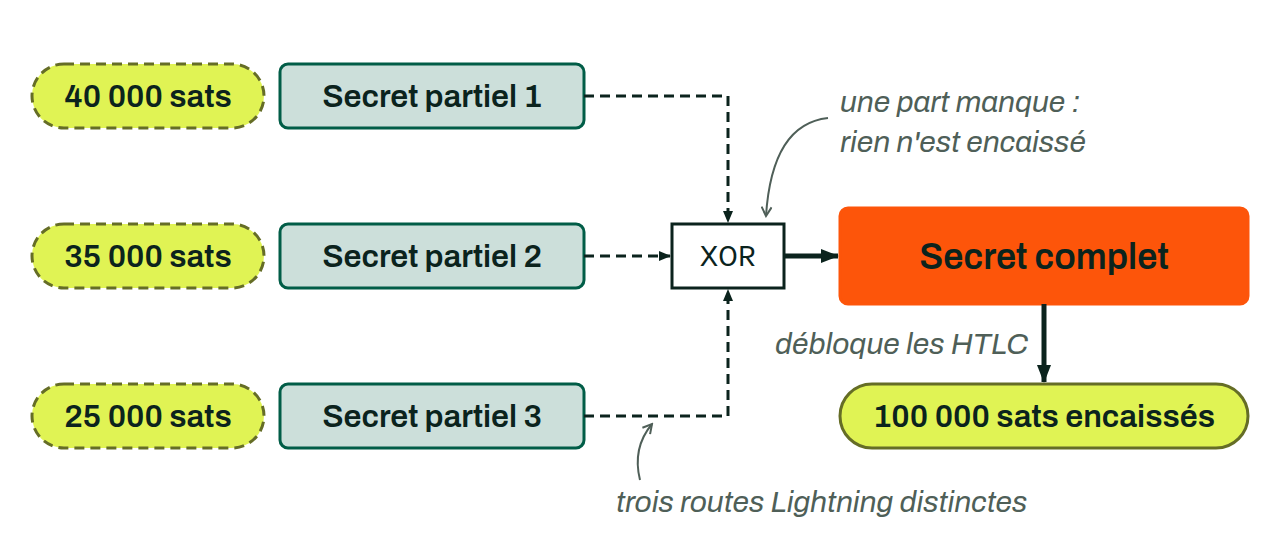 40 000 sats
Secret partiel 1
une part manque :
rien n'est encaissé
35 000 sats
Secret partiel 2
XOR
Secret complet
débloque les HTLC
25 000 sats
Secret partiel 3
100 000 sats encaissés
trois routes Lightning distinctes